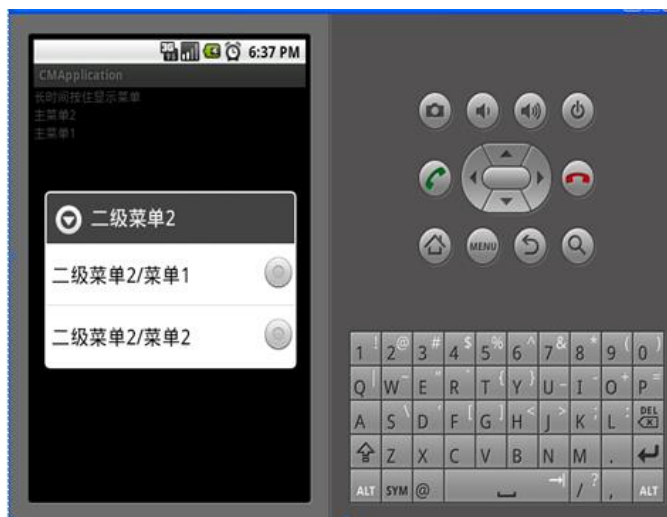 6:37 PM
CMApplication
长时间按住显示菜单
主菜单2
主菜单1
二级菜单2
二级菜单2/菜单1
二级菜单2/菜单2
MENU
1 ! 2 @ 3 # 4 $ 5 % 6 ^ 7 & 8 * 9 ( 0 )
Q | W ~ E " R ` T { Y } U _ I - O + P =
A S \ D ' F [ G ] H < J > K ; L : DEL
Z X C V B N M .
ALT SYM @ / ? , ALT